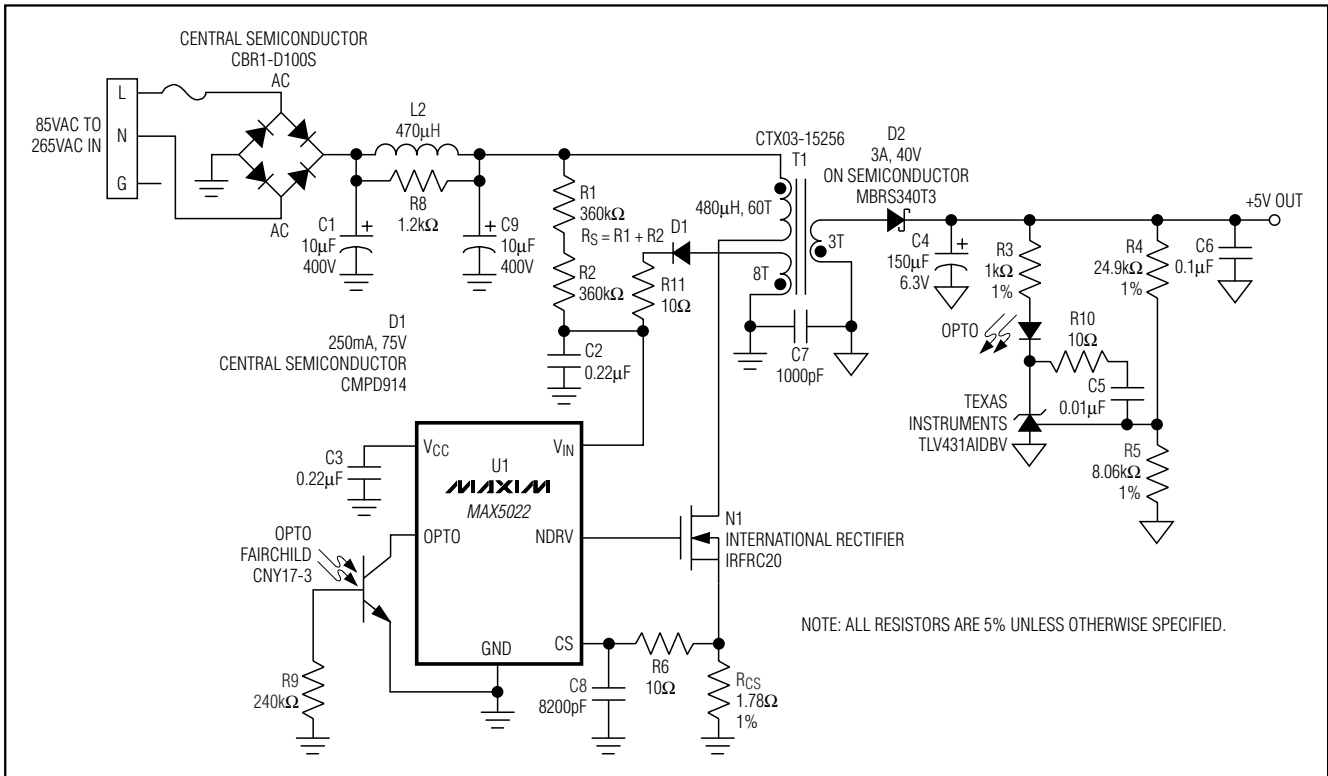 CENTRAL SEMICONDUCTOR
CBR1-D100S
AC
L
N
G
85VAC TO
265VAC IN
AC
L2
470μH
R8
1.2kΩ
C1
10μF
400V
+
C9
10μF
400V
+
R1
360kΩ
RS = R1 + R2
R2
360kΩ
D1
R11
10Ω
C2
0.22μF
D1
250mA, 75V
CENTRAL SEMICONDUCTOR
CMPD914
CTX03-15256
T1
480μH, 60T
8T
3T
C7
1000pF
D2
3A, 40V
ON SEMICONDUCTOR
MBRS340T3
+5V OUT
C4
150μF
6.3V
+
R3
1kΩ
1%
R4
24.9kΩ
1%
C6
0.1μF
OPTO
R10
10Ω
C5
0.01μF
TEXAS
INSTRUMENTS
TLV431AIDBV
R5
8.06kΩ
1%
C3
0.22μF
VCC
VIN
U1
MAXIM
MAX5022
OPTO
NDRV
GND
CS
OPTO
FAIRCHILD
CNY17-3
R9
240kΩ
N1
INTERNATIONAL RECTIFIER
IRFRC20
C8
8200pF
R6
10Ω
RCS
1.78Ω
1%
NOTE: ALL RESISTORS ARE 5% UNLESS OTHERWISE SPECIFIED.